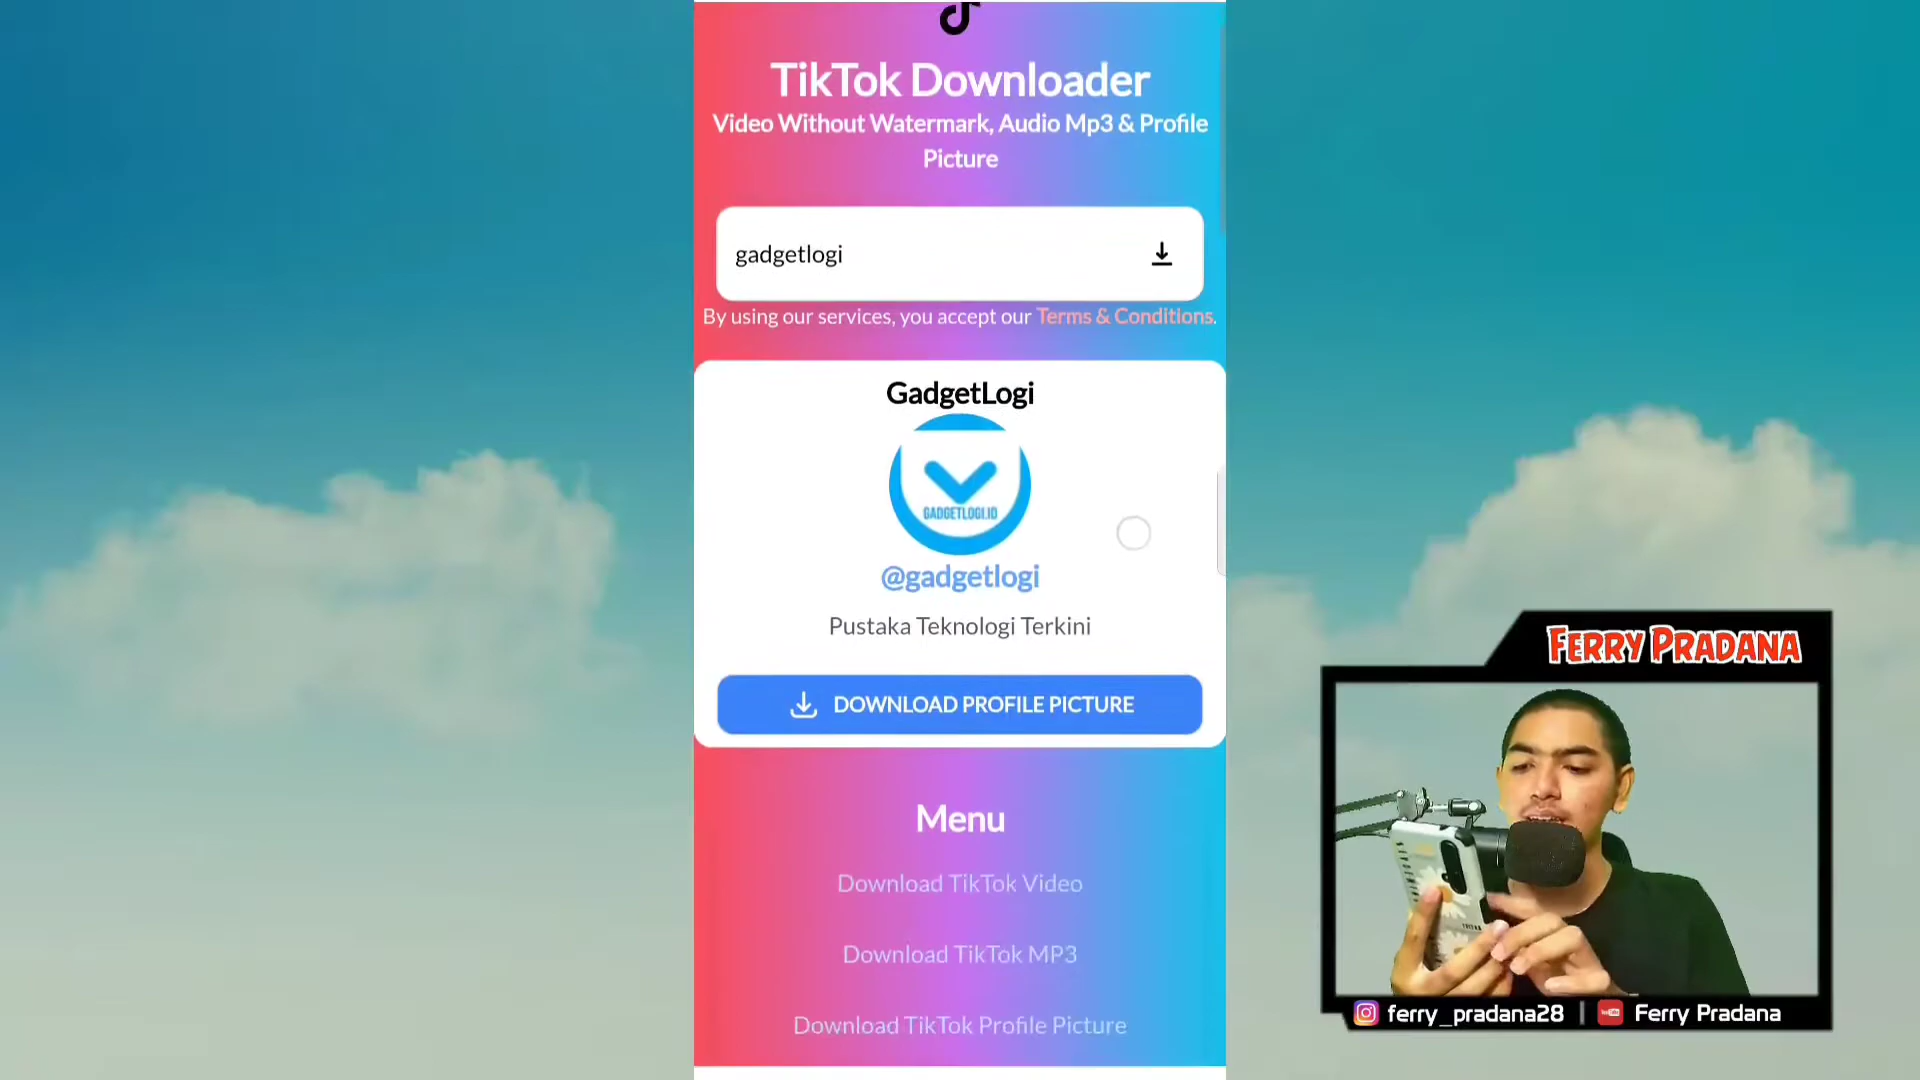 TikTok Downloader
Video Without Watermark, Audio Mp3 & Profile
Picture
gadgetlogi
By using our services, you accept our Terms & Conditions.
GadgetLogi
GADGETLOGI.ID
@gadgetlogi
Pustaka Teknologi Terkini
DOWNLOAD PROFILE PICTURE
Menu
Download TikTok Video
Download TikTok MP3
Download TikTok Profile Picture
FERRY PRADANA
ferry_pradana28 | Ferry Pradana